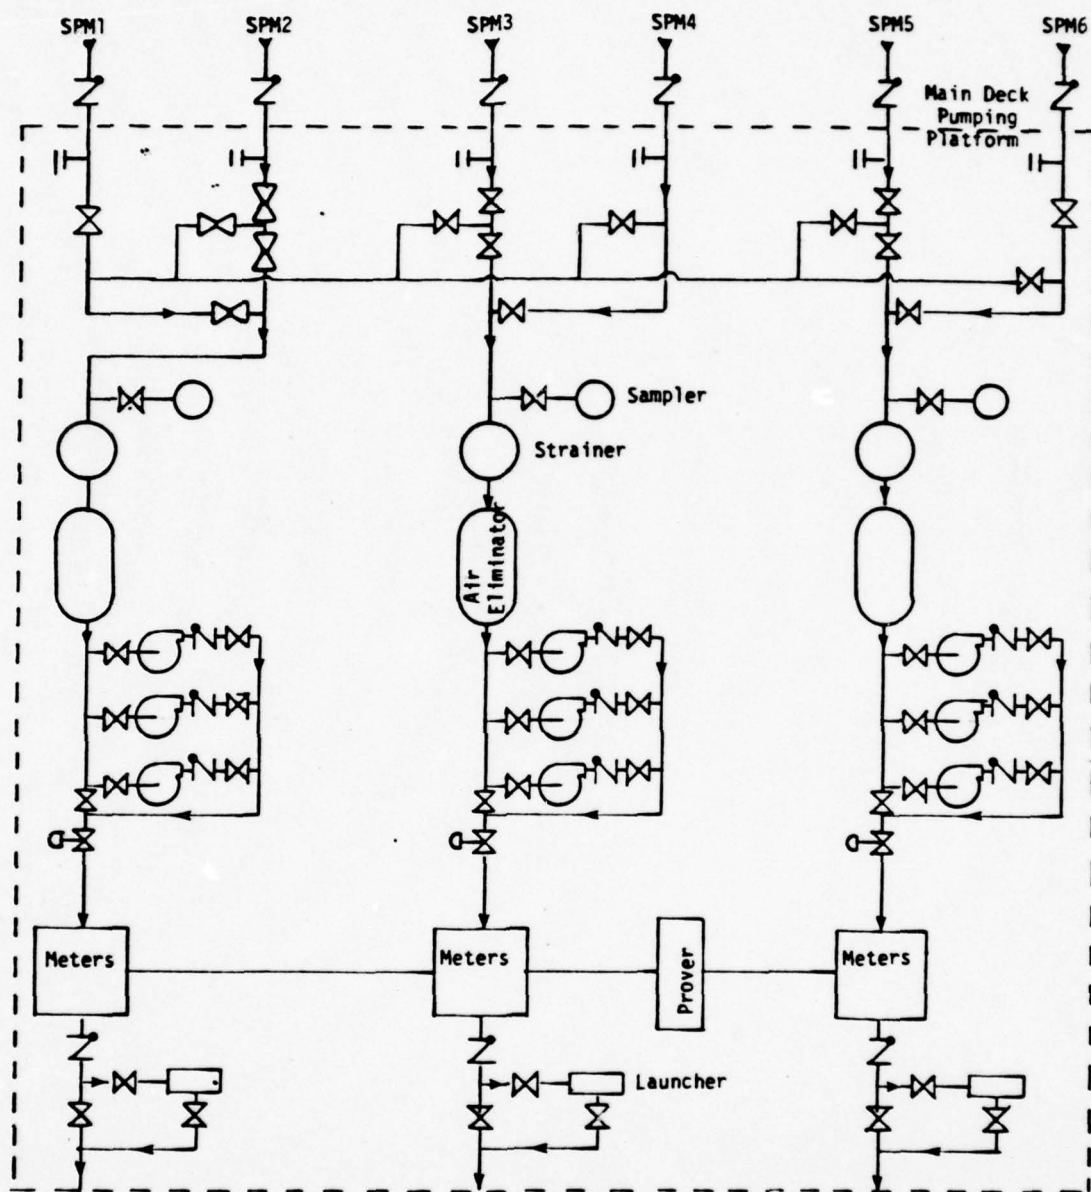 SPM1
SPM2
SPM3
SPM4
SPM5
SPM6
Main Deck
Pumping
Platform
Sampler
Strainer
Air
Eliminator
Meters
Meters
Prover
Meters
Launcher